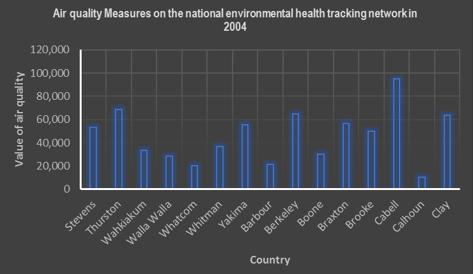 Air quality Measures on the national environmental health tracking network in
2004
Value of air quality
120,000
100,000
80,000
60,000
40,000
20,000
0
Stevens
Thurston
Wahkiakum
Walla Walla
Whatcom
Whitman
Yakima
Barbour
Berkeley
Boone
Braxton
Brooke
Cabell
Calhoun
Clay
Country